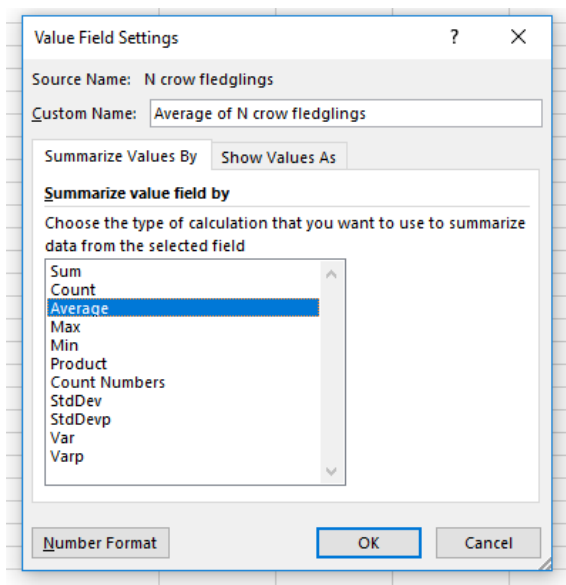 Value Field Settings ? ×
Source Name: N crow fledglings
Custom Name: Average of N crow fledglings
Summarize Values By Show Values As
Summarize value field by
Choose the type of calculation that you want to use to summarize
data from the selected field
Sum
Count
Average
Max
Min
Product
Count Numbers
StdDev
StdDevp
Var
Varp
Number Format OK Cancel